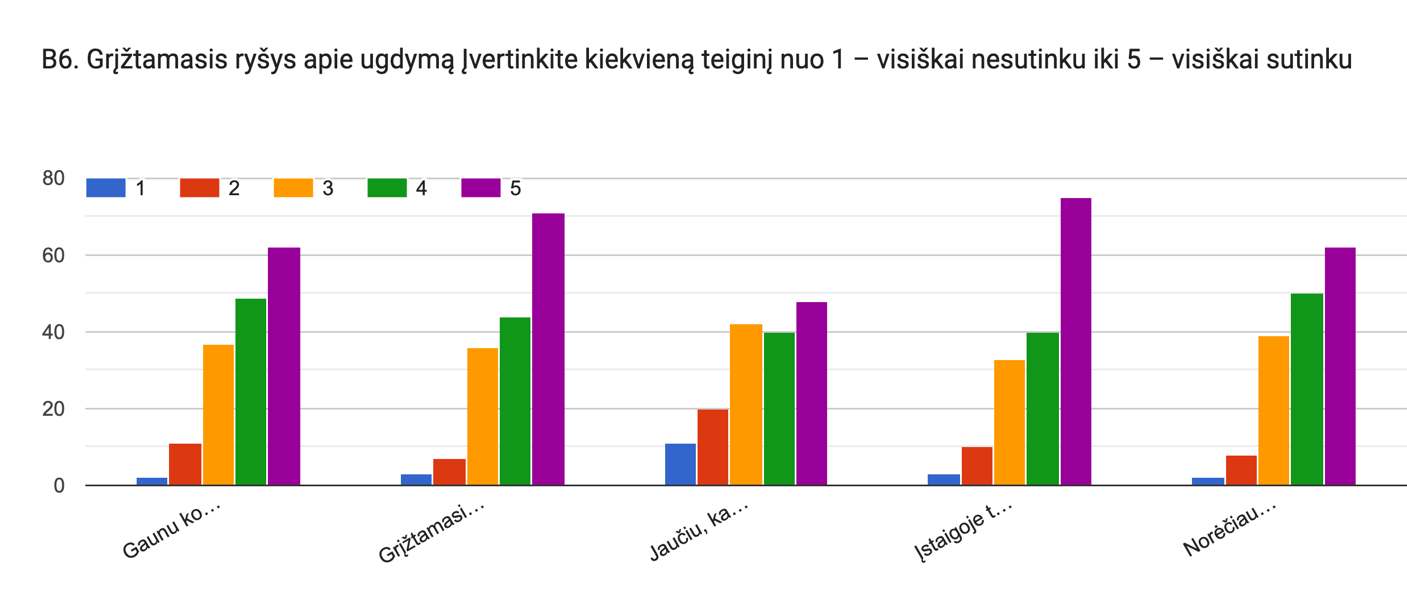 B6. Grįžtamasis ryšys apie ugdymą Įvertinkite kiekvieną teiginį nuo 1 – visiškai nesutinku iki 5 – visiškai sutinku
80
1 2 3 4 5
60
40
20
0
Gaunu ko…
Grįžtamasi…
Jaučiu, ka…
Įstaigoje t…
Norėčiau…